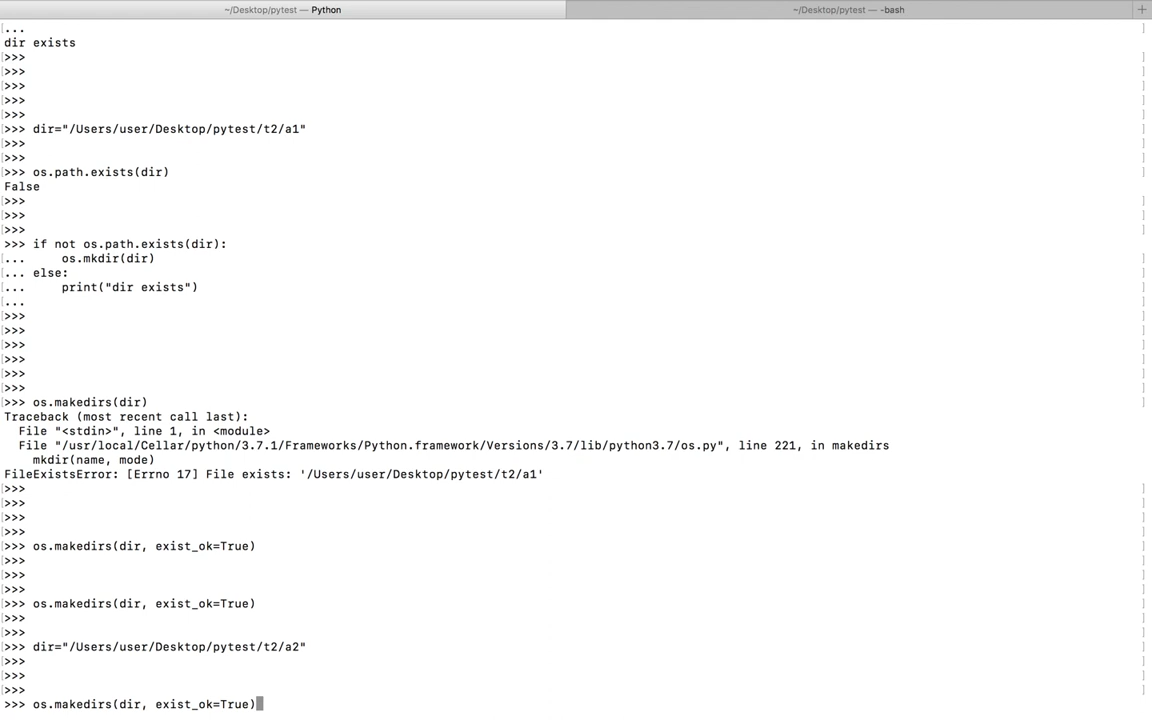 ~/Desktop/pytest — Python
~/Desktop/pytest — -bash
+
[... ]
dir exists
[>>> ]
[>>> ]
[>>> ]
[>>> ]
[>>> ]
[>>> dir="/Users/user/Desktop/pytest/t2/a1" ]
[>>> ]
[>>> ]
[>>> os.path.exists(dir) ]
False
[>>> ]
[>>> ]
[>>> ]
[>>> if not os.path.exists(dir): ]
[...     os.mkdir(dir) ]
[... else: ]
[...     print("dir exists") ]
[... ]
[>>> ]
[>>> ]
[>>> ]
[>>> ]
[>>> ]
[>>> ]
[>>> os.makedirs(dir) ]
Traceback (most recent call last):
  File "<stdin>", line 1, in <module>
  File "/usr/local/Cellar/python/3.7.1/Frameworks/Python.framework/Versions/3.7/lib/python3.7/os.py", line 221, in makedirs
    mkdir(name, mode)
FileExistsError: [Errno 17] File exists: '/Users/user/Desktop/pytest/t2/a1'
[>>> ]
[>>> ]
[>>> ]
[>>> ]
[>>> os.makedirs(dir, exist_ok=True) ]
[>>> ]
[>>> ]
[>>> ]
[>>> os.makedirs(dir, exist_ok=True) ]
[>>> ]
[>>> ]
[>>> dir="/Users/user/Desktop/pytest/t2/a2" ]
[>>> ]
[>>> ]
[>>> ]
>>> os.makedirs(dir, exist_ok=True)